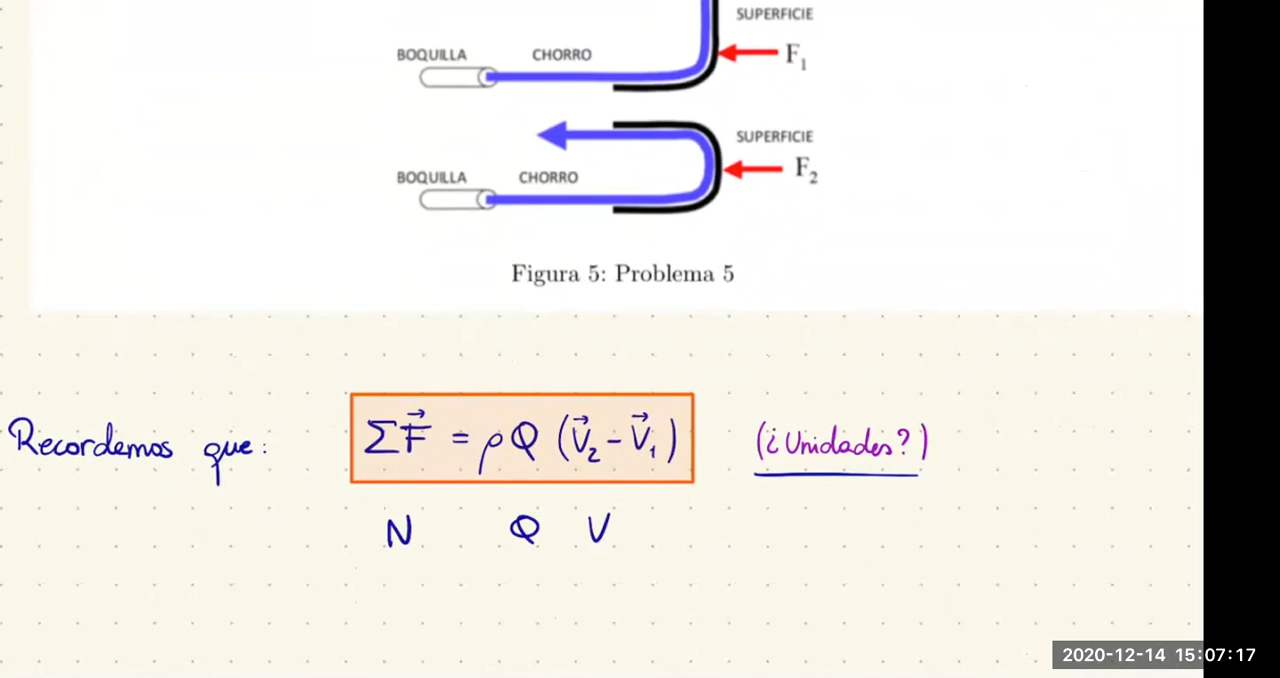 SUPERFICIE
BOQUILLA CHORRO F₁
SUPERFICIE
BOQUILLA CHORRO F₂
Figura 5: Problema 5
Recordemos que: ΣF⃗ = ρQ (V⃗₂ - V⃗₁) (¿Unidades?)
N Q V
2020-12-14 15:07:17